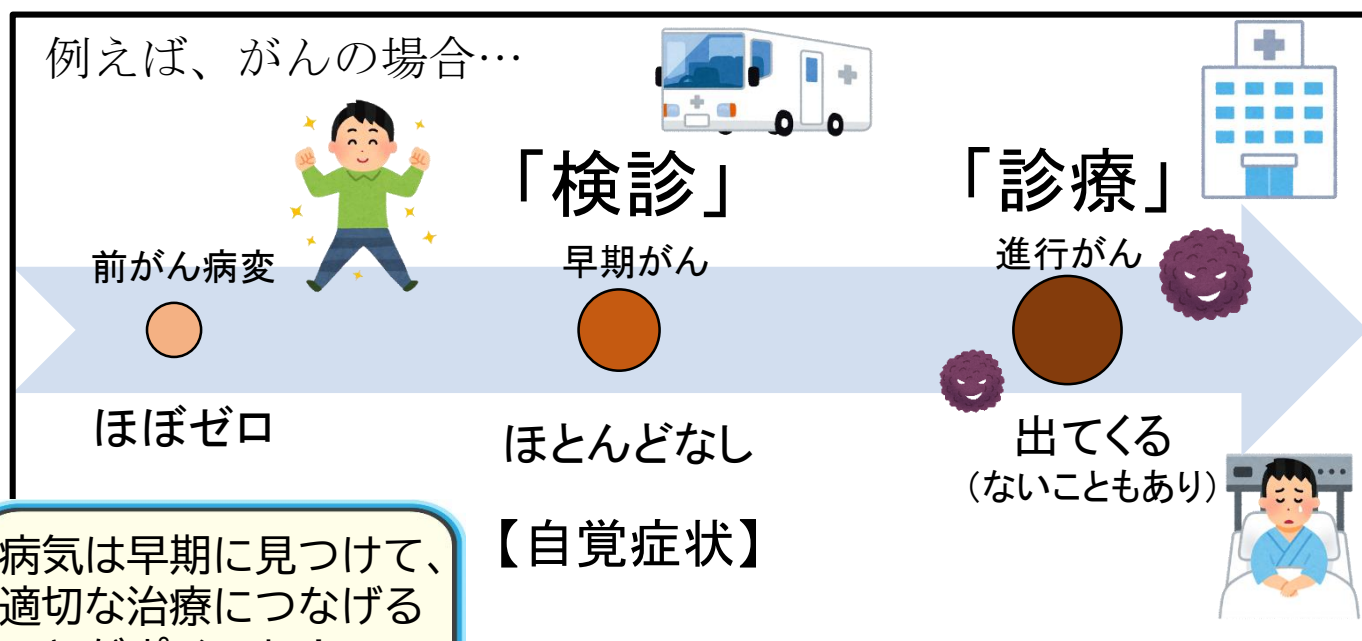 例えば、がんの場合…
「検診」
「診療」
前がん病変
早期がん
進行がん
ほぼゼロ
ほとんどなし
出てくる
（ないこともあり）
【自覚症状】
病気は早期に見つけて、
適切な治療につなげる